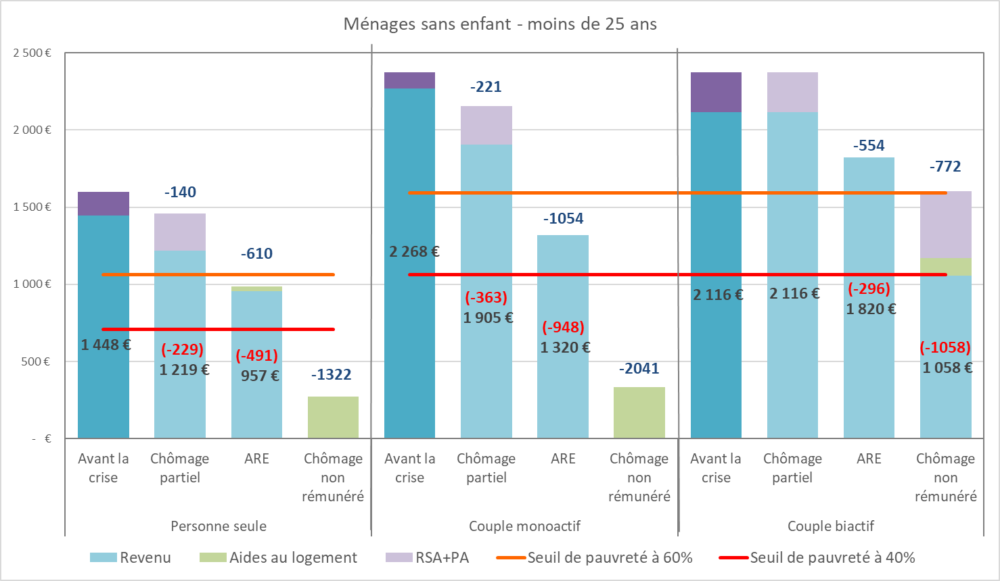 Ménages sans enfant - moins de 25 ans
2 500 €
2 000 €
1 500 €
1 000 €
500 €
- €
-140
-610
-1322
1 448 €
(-229)
1 219 €
(-491)
957 €
-221
-1054
-2041
2 268 €
(-363)
1 905 €
(-948)
1 320 €
-554
-772
2 116 €
2 116 €
(-296)
1 820 €
(-1058)
1 058 €
Avant la
crise
Chômage
partiel
ARE
Chômage
non
rémunéré
Avant la
crise
Chômage
partiel
ARE
Chômage
non
rémunéré
Avant la
crise
Chômage
partiel
ARE
Chômage
non
rémunéré
Personne seule
Couple monoactif
Couple biactif
Revenu
Aides au logement
RSA+PA
Seuil de pauvreté à 60%
Seuil de pauvreté à 40%